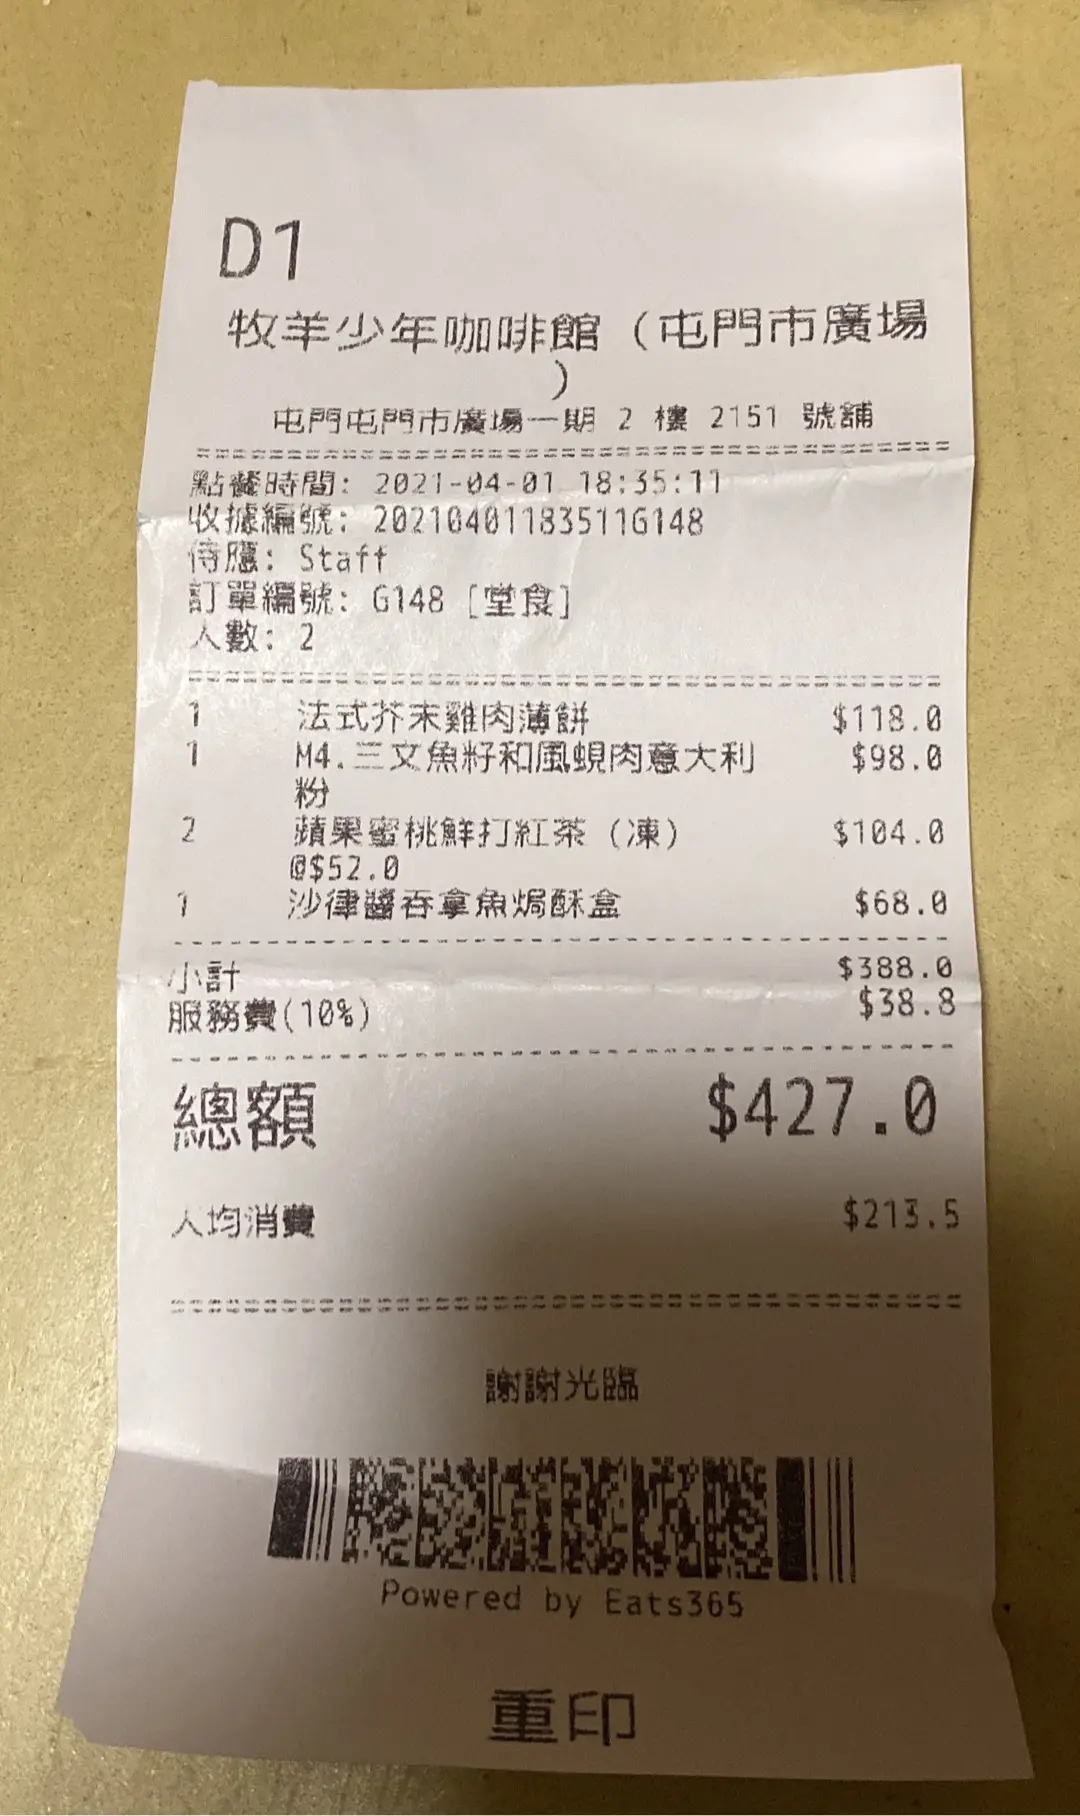 D1
牧羊少年咖啡館 (屯門市廣場
)
屯門屯門市廣場一期 2 樓 2151 號舖
點餐時間: 2021-04-01 18:35:11
收據編號: 20210401183511G148
侍應: Staff
訂單編號: G148 [堂食]
人數: 2
1 法式芥末雞肉薄餅 $118.0
1 M4.三文魚籽和風蜆肉意大利 $98.0
粉
2 蘋果蜜桃鮮打紅茶 (凍) $104.0
@$52.0
1 沙律醬吞拿魚焗酥盒 $68.0
小計 $388.0
服務費(10%) $38.8
總額 $427.0
人均消費 $213.5
謝謝光臨
Powered by Eats365
重印